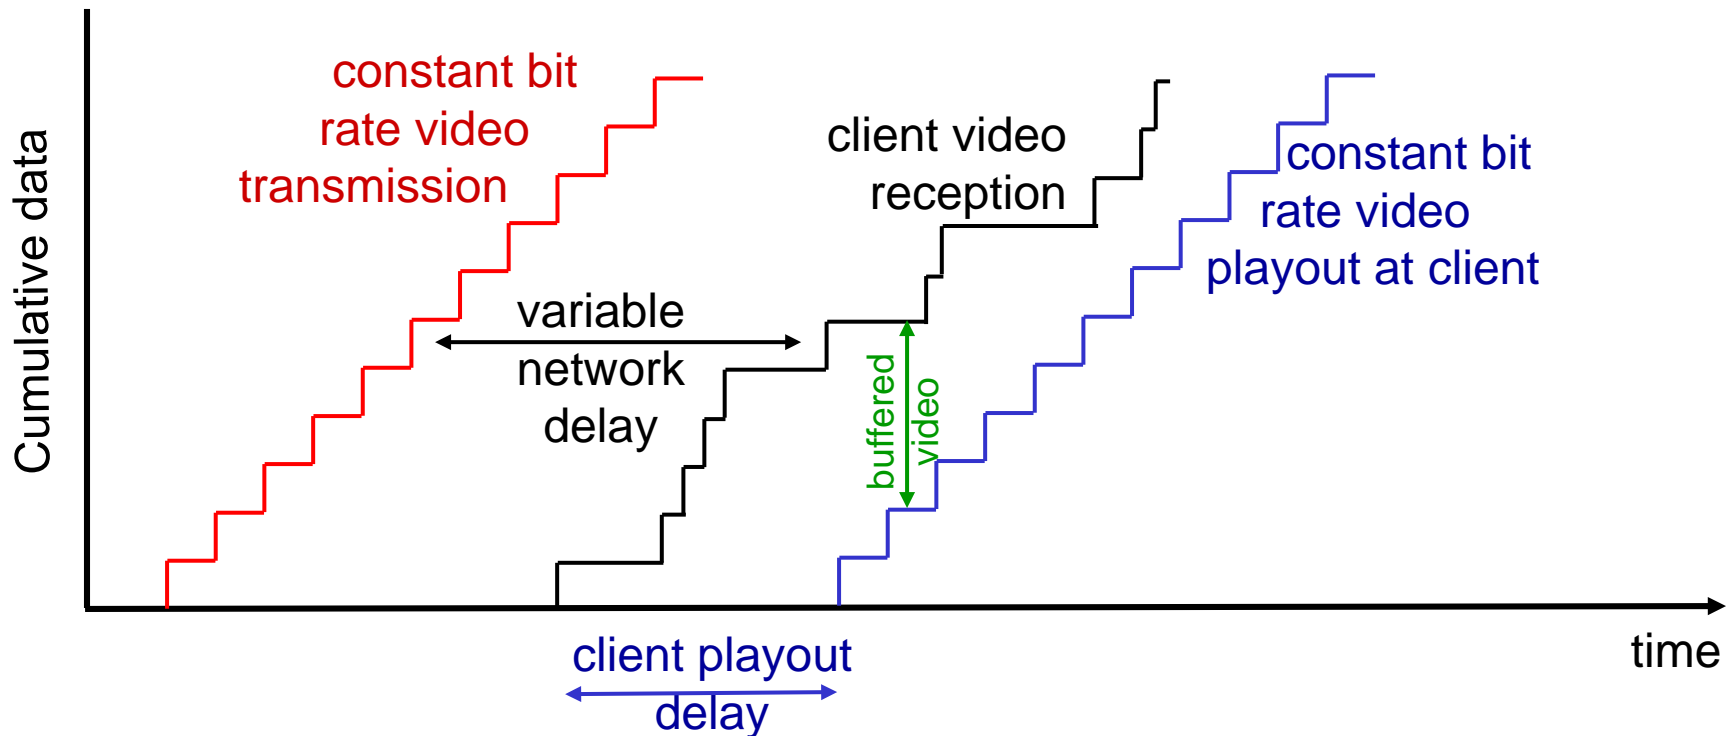 constant bit
rate video
transmission
client video
reception
constant bit
rate video
playout at client
Cumulative data
variable
network
delay
buffered
video
time
client playout
delay